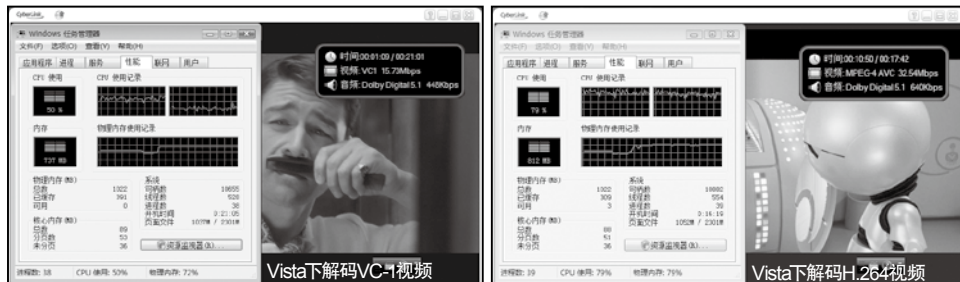 CyberLink
Windows 任务管理器
文件(F) 选项(O) 查看(V) 帮助(H)
应用程序 进程 服务 性能 联网 用户
CPU 使用 CPU 使用记录
50 %
内存 物理内存使用记录
737 MB
物理内存(MB)
总数 1022
已缓存 391
可用 0
核心内存(MB)
总数 89
分页数 53
未分页 36
系统
句柄数 18655
线程数 528
进程数 38
开机时间 0:21:05
页面文件 1037M / 2301M
资源监视器(R)...
进程数: 38 CPU 使用: 50% 物理内存: 72%
时间:00:01:09 / 00:21:01
视频:VC1 15.73Mbps
音频:Dolby Digital 5.1 448Kbps
Vista下解码VC-1视频
CyberLink
Windows 任务管理器
文件(F) 选项(O) 查看(V) 帮助(H)
应用程序 进程 服务 性能 联网 用户
CPU 使用 CPU 使用记录
79 %
内存 物理内存使用记录
812 MB
物理内存(MB)
总数 1022
已缓存 309
可用 3
核心内存(MB)
总数 88
分页数 51
未分页 36
系统
句柄数
线程数 554
进程数 39
开机时间 0:16:19
页面文件 1052M / 2301M
资源监视器(R)...
进程数: 39 CPU 使用: 79% 物理内存: 79%
时间:00:10:50 / 00:17:42
视频:MPEG-4 AVC 32.54Mbps
音频:Dolby Digital 5.1 640Kbps
Vista下解码H.264视频